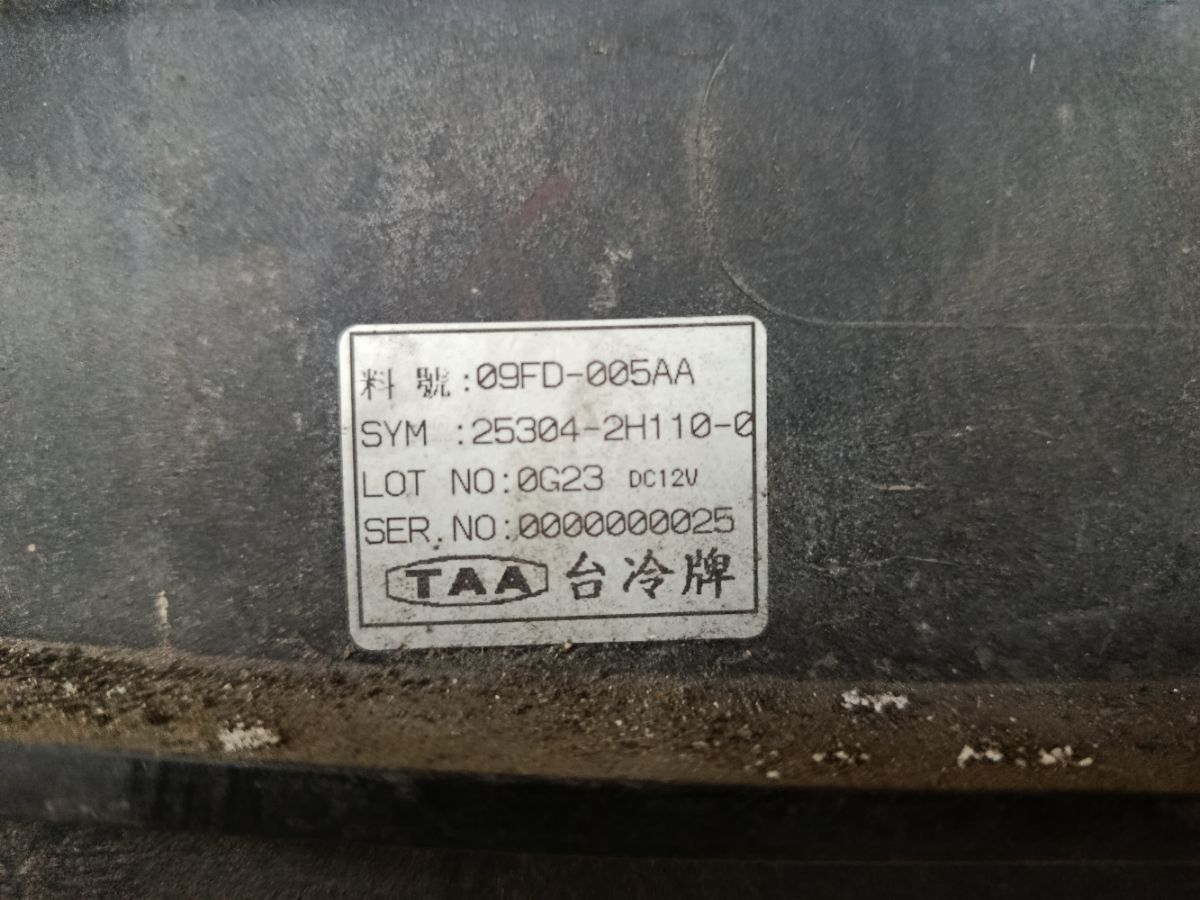 料 號:09FD-005AA
SYM :25304-2H110-0
LOT NO:0G23 DC12V
SER.NO:0000000025
TAA 台冷牌